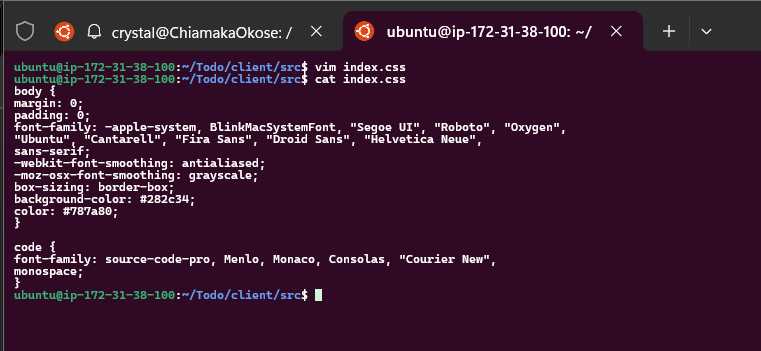 crystal@ChiamakaOkose: /
ubuntu@ip-172-31-38-100: ~/
ubuntu@ip-172-31-38-100:~/Todo/client/src$ vim index.css
ubuntu@ip-172-31-38-100:~/Todo/client/src$ cat index.css
body {
margin: 0;
padding: 0;
font-family: -apple-system, BlinkMacSystemFont, "Segoe UI", "Roboto", "Oxygen",
"Ubuntu", "Cantarell", "Fira Sans", "Droid Sans", "Helvetica Neue",
sans-serif;
-webkit-font-smoothing: antialiased;
-moz-osx-font-smoothing: grayscale;
box-sizing: border-box;
background-color: #282c34;
color: #787a80;
}

code {
font-family: source-code-pro, Menlo, Monaco, Consolas, "Courier New",
monospace;
}
ubuntu@ip-172-31-38-100:~/Todo/client/src$